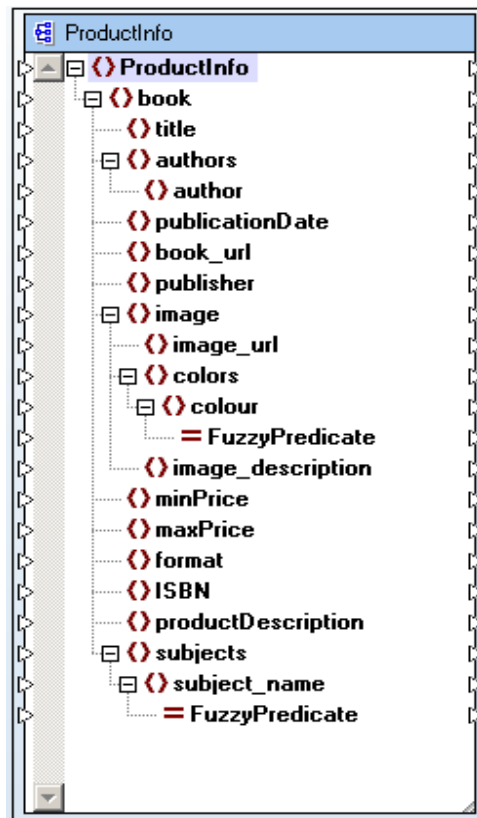 ProductInfo
ProductInfo
book
title
authors
author
publicationDate
book_url
publisher
image
image_url
colors
colour
= FuzzyPredicate
image_description
minPrice
maxPrice
format
ISBN
productDescription
subjects
subject_name
= FuzzyPredicate